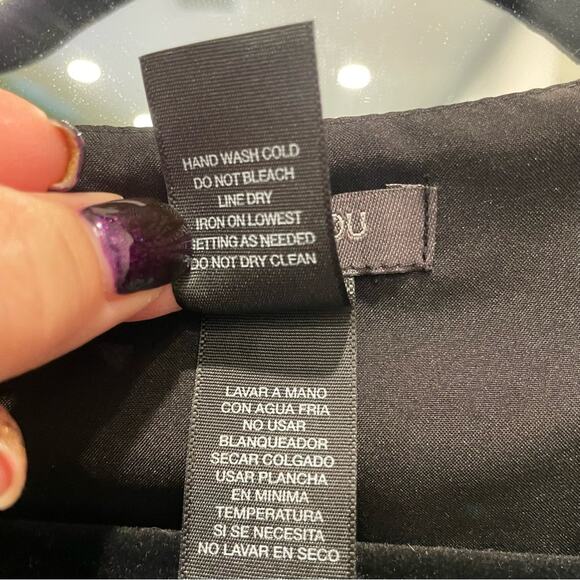 HAND WASH COLD
DO NOT BLEACH
LINE DRY
IRON ON LOWEST
SETTING AS NEEDED
DO NOT DRY CLEAN
LAVAR A MANO
CON AGUA FRIA
NO USAR
BLANQUEADOR
SECAR COLGADO
USAR PLANCHA
EN MINIMA
TEMPERATURA
SI SE NECESITA
NO LAVAR EN SECO